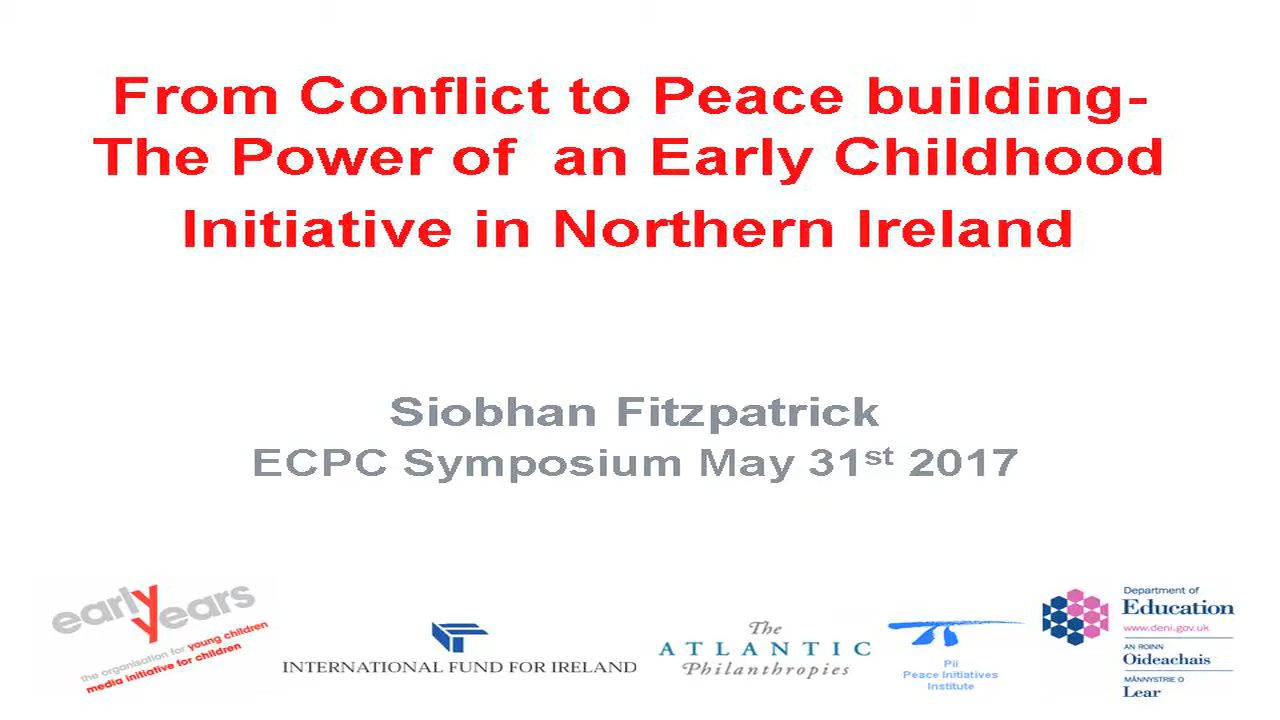 From Conflict to Peace building-
The Power of an Early Childhood
Initiative in Northern Ireland
Siobhan Fitzpatrick
ECPC Symposium May 31st 2017
early years
the organisation for young children
media initiative for children
INTERNATIONAL FUND FOR IRELAND
The
ATLANTIC
Philanthropies
Pii
Peace Initiatives
Institute
Department of
Education
www.deni.gov.uk
AN ROINN
Oideachais
MÄNNYSTRIE O
Lear